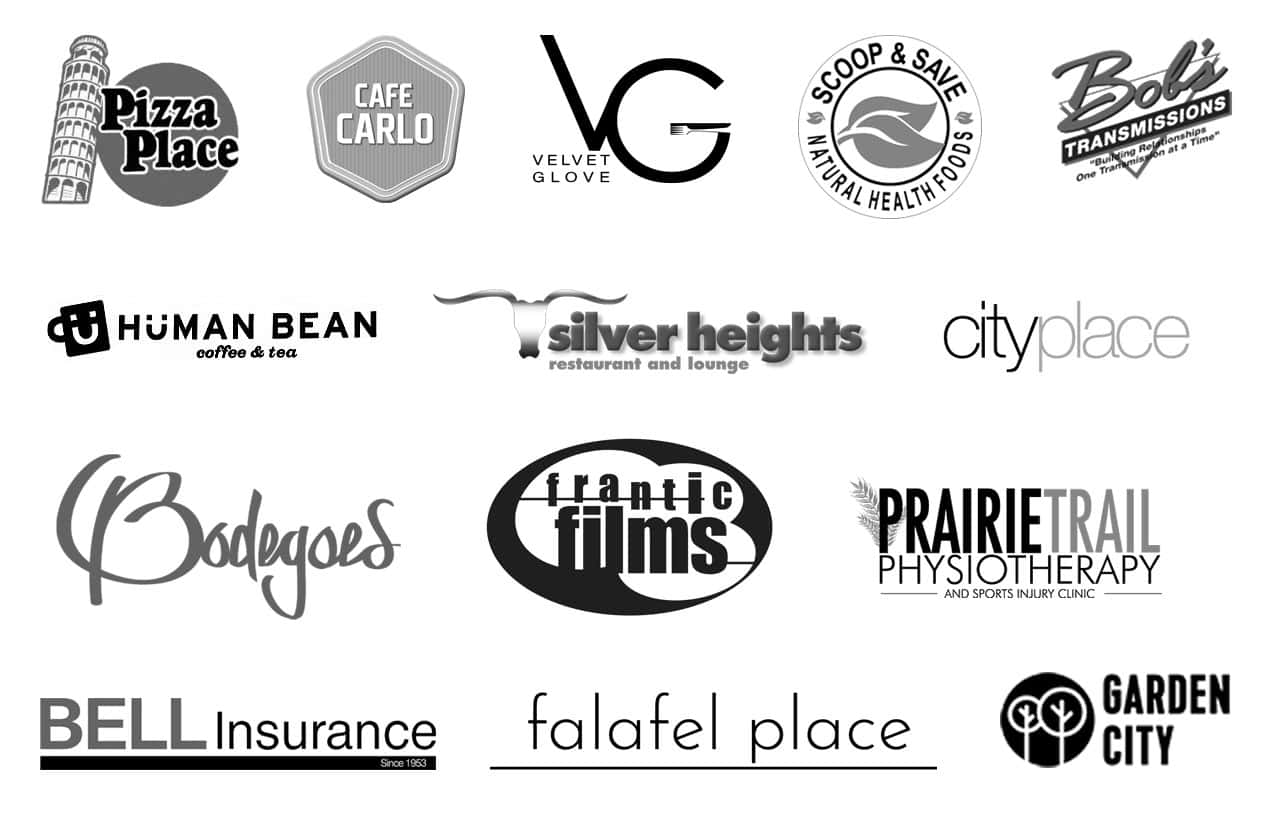 Pizza
Place
CAFE
CARLO
VG
VELVET
GLOVE
SCOOP & SAVE
NATURAL HEALTH FOODS
Bob's
TRANSMISSIONS
"Building Relationships
One Transmission at a Time"
HÜMAN BEAN
coffee & tea
silver heights
restaurant and lounge
cityplace
Bodegoes
frantic
films
PRAIRIETRAIL
PHYSIOTHERAPY
AND SPORTS INJURY CLINIC
BELL Insurance
Since 1953
falafel place
GARDEN
CITY